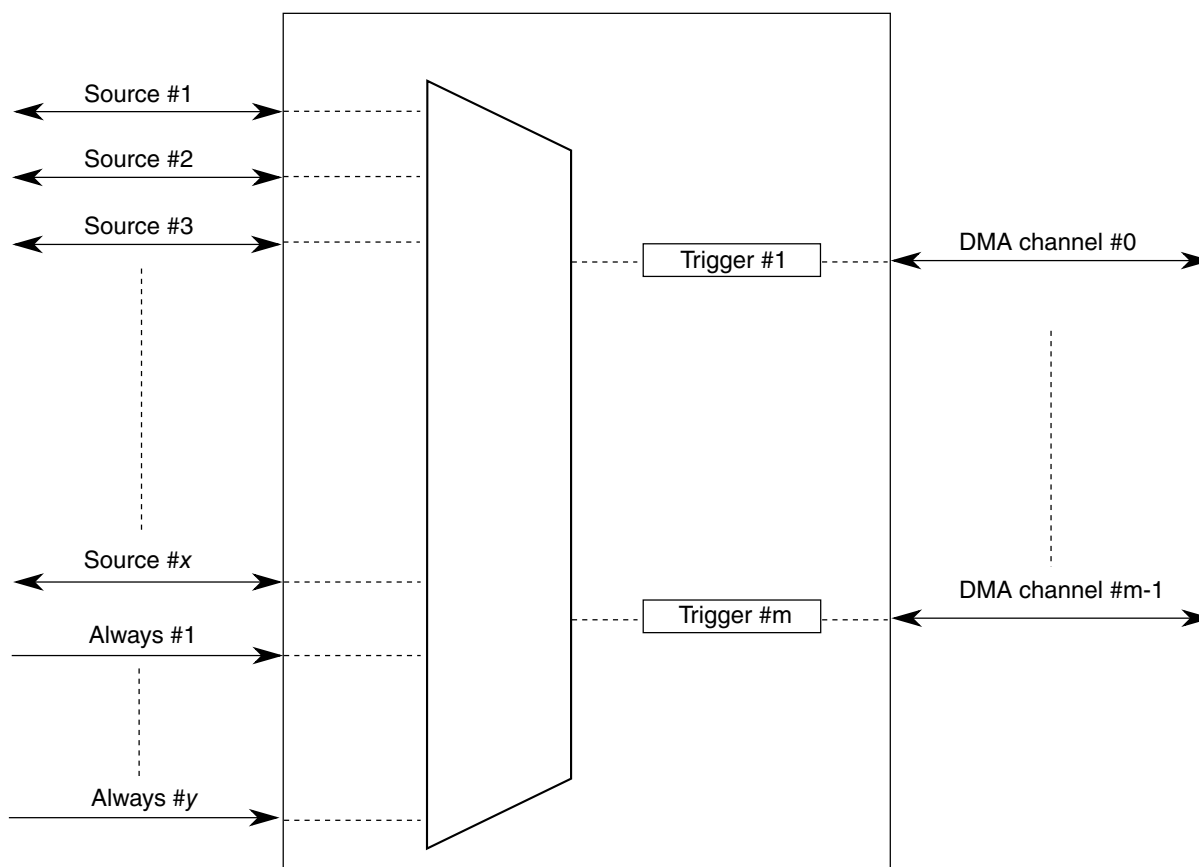 Source #1
Source #2
Source #3
Source #x
Always #1
Always #y
Trigger #1
Trigger #m
DMA channel #0
DMA channel #m-1